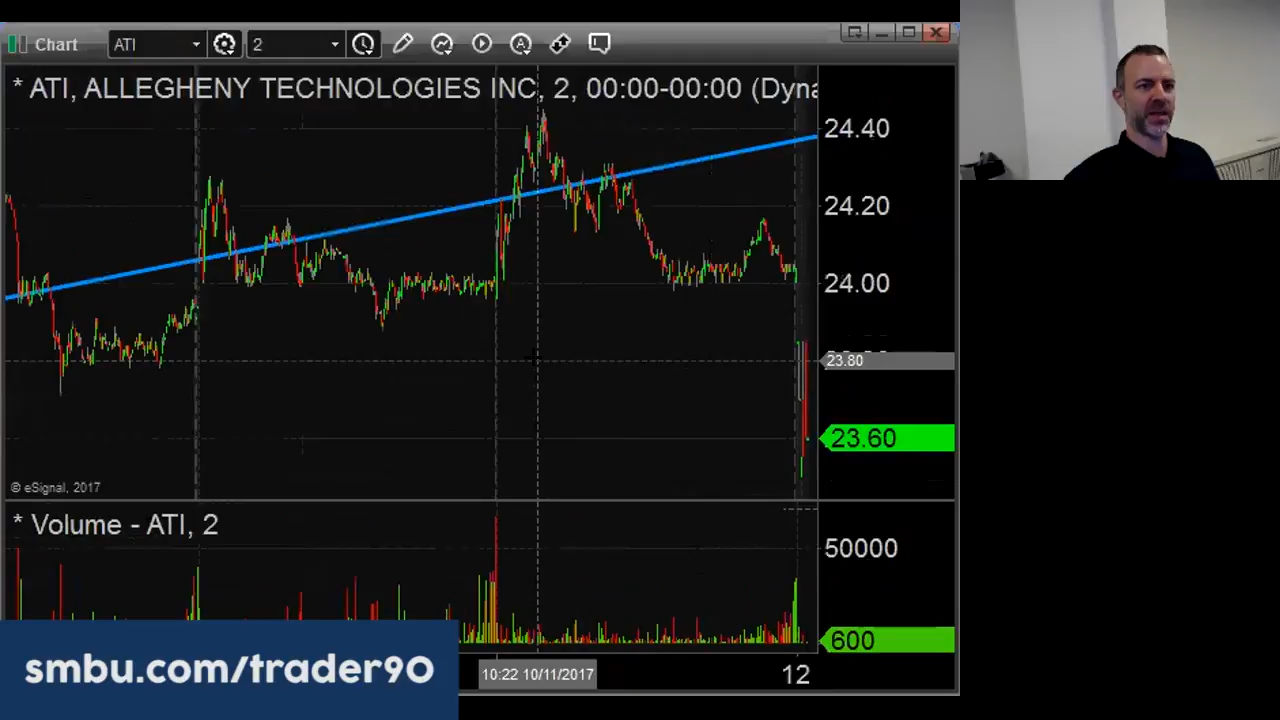 Chart
ATI
2
* ATI, ALLEGHENY TECHNOLOGIES INC, 2, 00:00-00:00 (Dyna
24.40
24.20
24.00
23.80
23.60
© eSignal, 2017
* Volume - ATI, 2
50000
600
smbu.com/trader90
10:22 10/11/2017
12